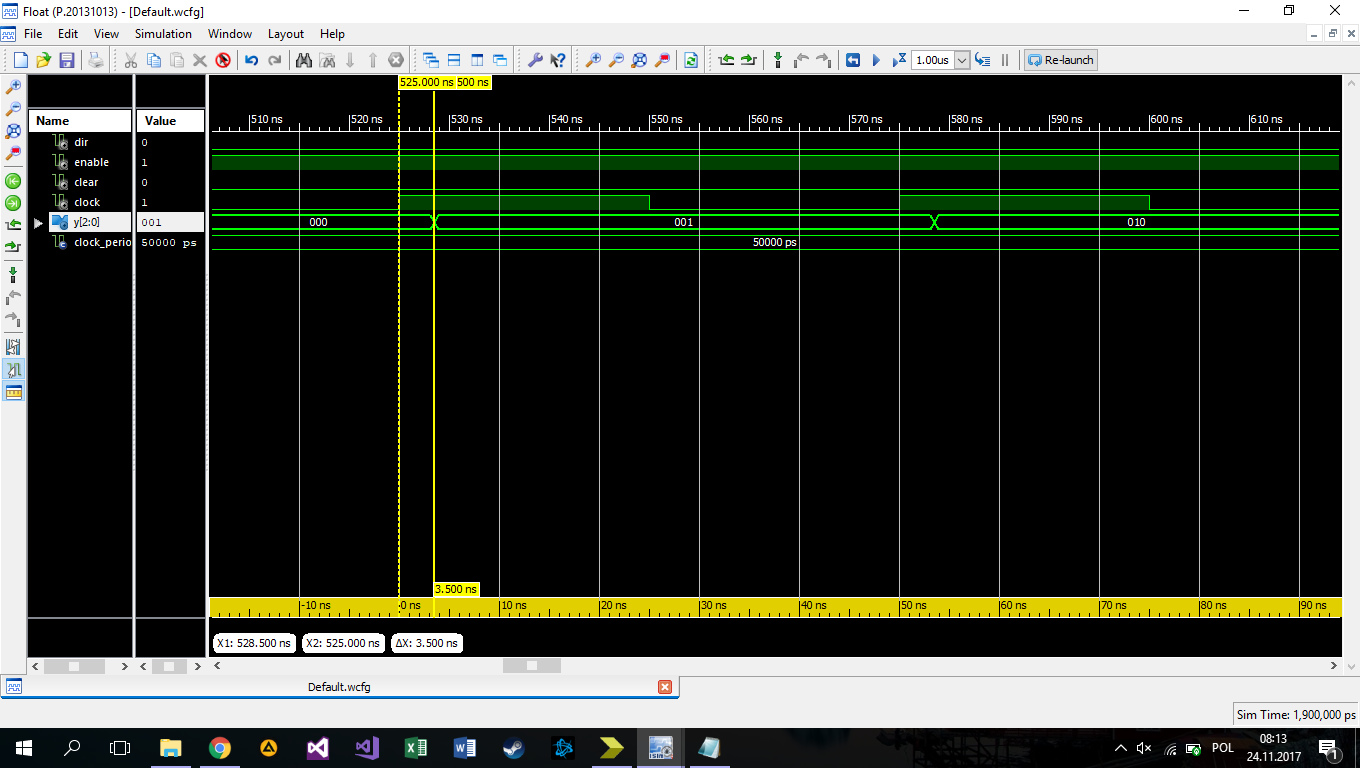 Float (P.20131013) - [Default.wcfg]
File Edit View Simulation Window Layout Help
1.00us Re-launch
525.000 ns 500 ns
Name Value
510 ns 520 ns 530 ns 540 ns 550 ns 560 ns 570 ns 580 ns 590 ns 600 ns 610 ns
dir 0
enable 1
clear 0
clock 1
y[2:0] 001 000 001 010
clock_perio 50000 ps 50000 ps
3.500 ns
-10 ns 0 ns 10 ns 20 ns 30 ns 40 ns 50 ns 60 ns 70 ns 80 ns 90 ns
X1: 528.500 ns X2: 525.000 ns ΔX: 3.500 ns
Default.wcfg
Sim Time: 1,900,000 ps
POL 08:13
24.11.2017
1